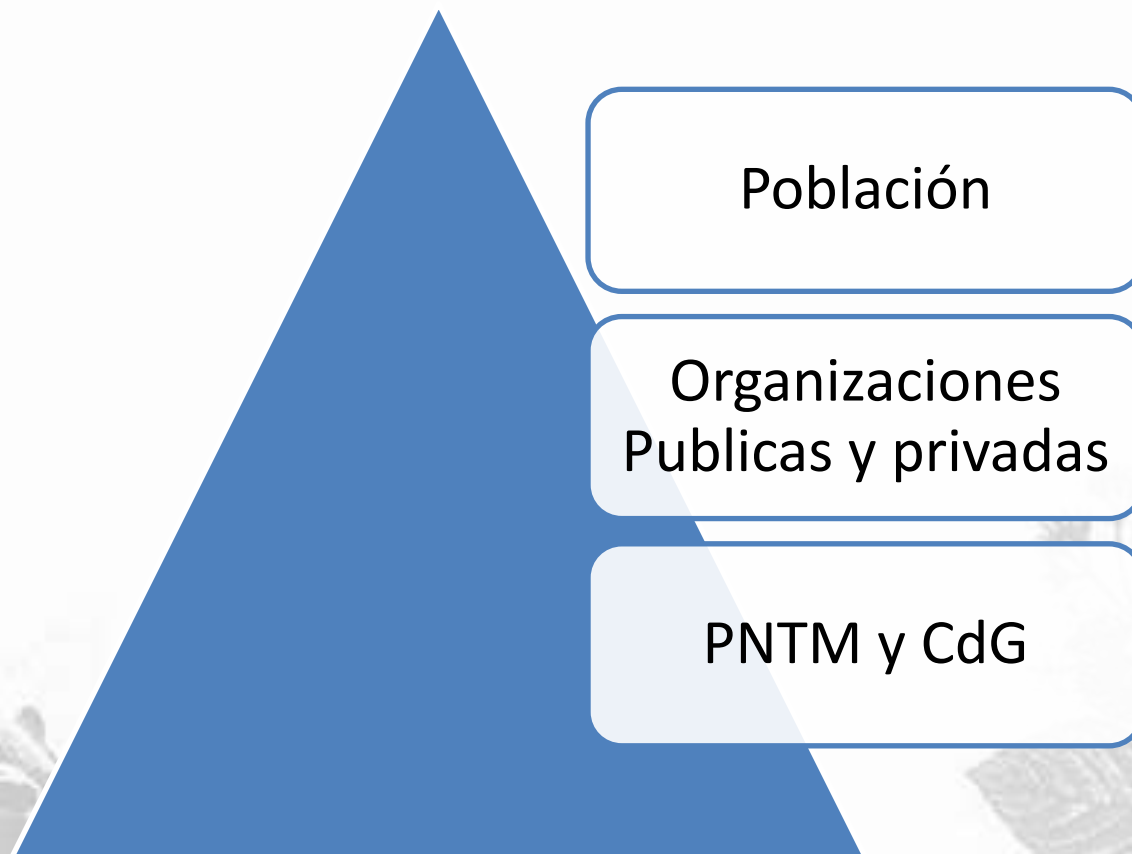 Población
Organizaciones
Publicas y privadas
PNTM y CdG